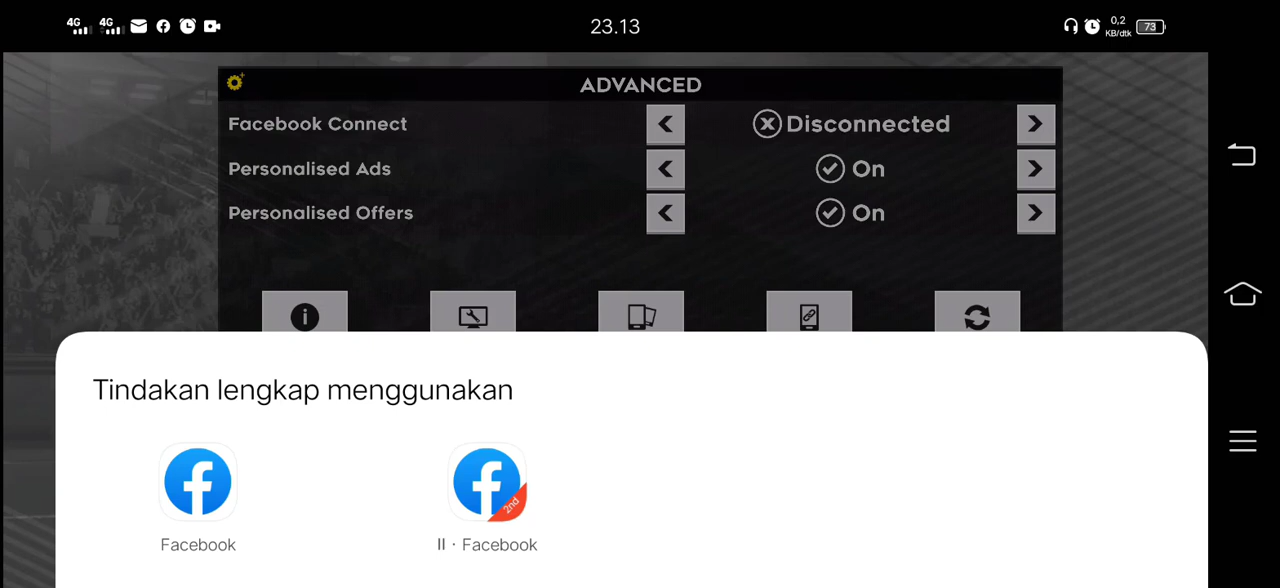 4G 4G 23.13 0,2 KB/dtk 73
ADVANCED
Facebook Connect Disconnected
Personalised Ads On
Personalised Offers On
Tindakan lengkap menggunakan
2nd
Facebook II · Facebook